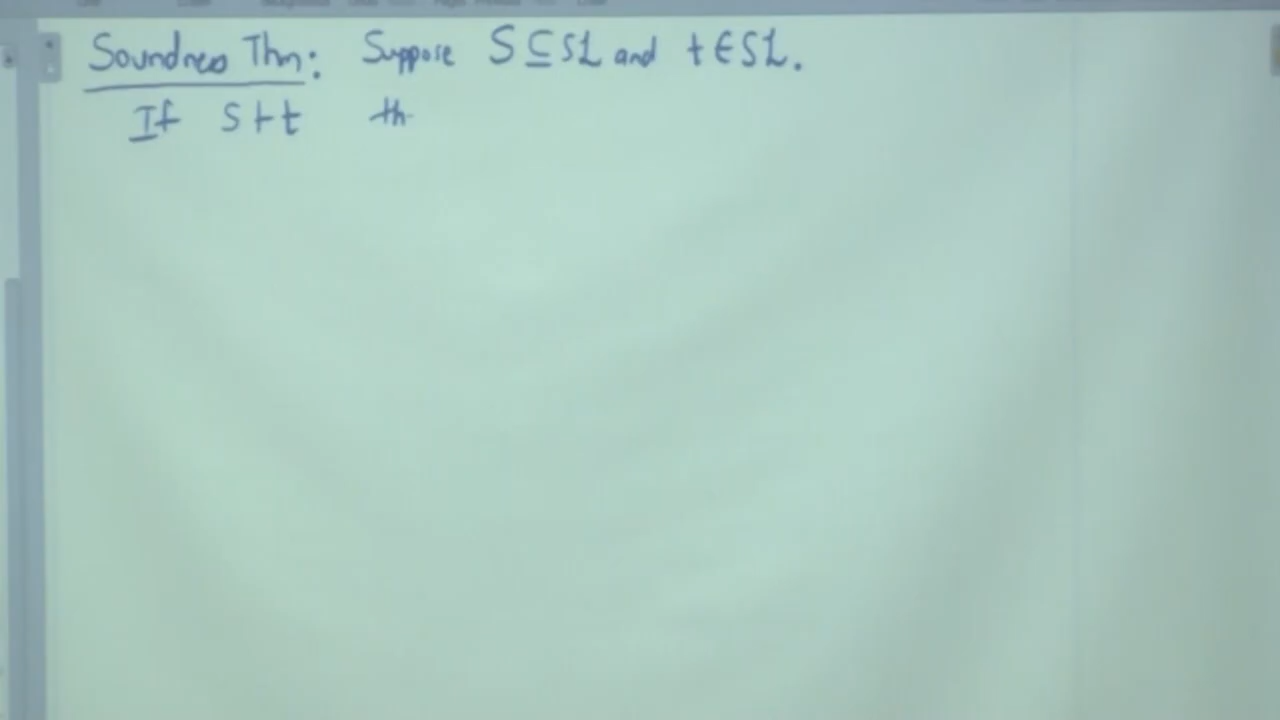 Soundness Thm: Suppose S ⊆ SL and t ∈ SL.
If S ⊢ t th